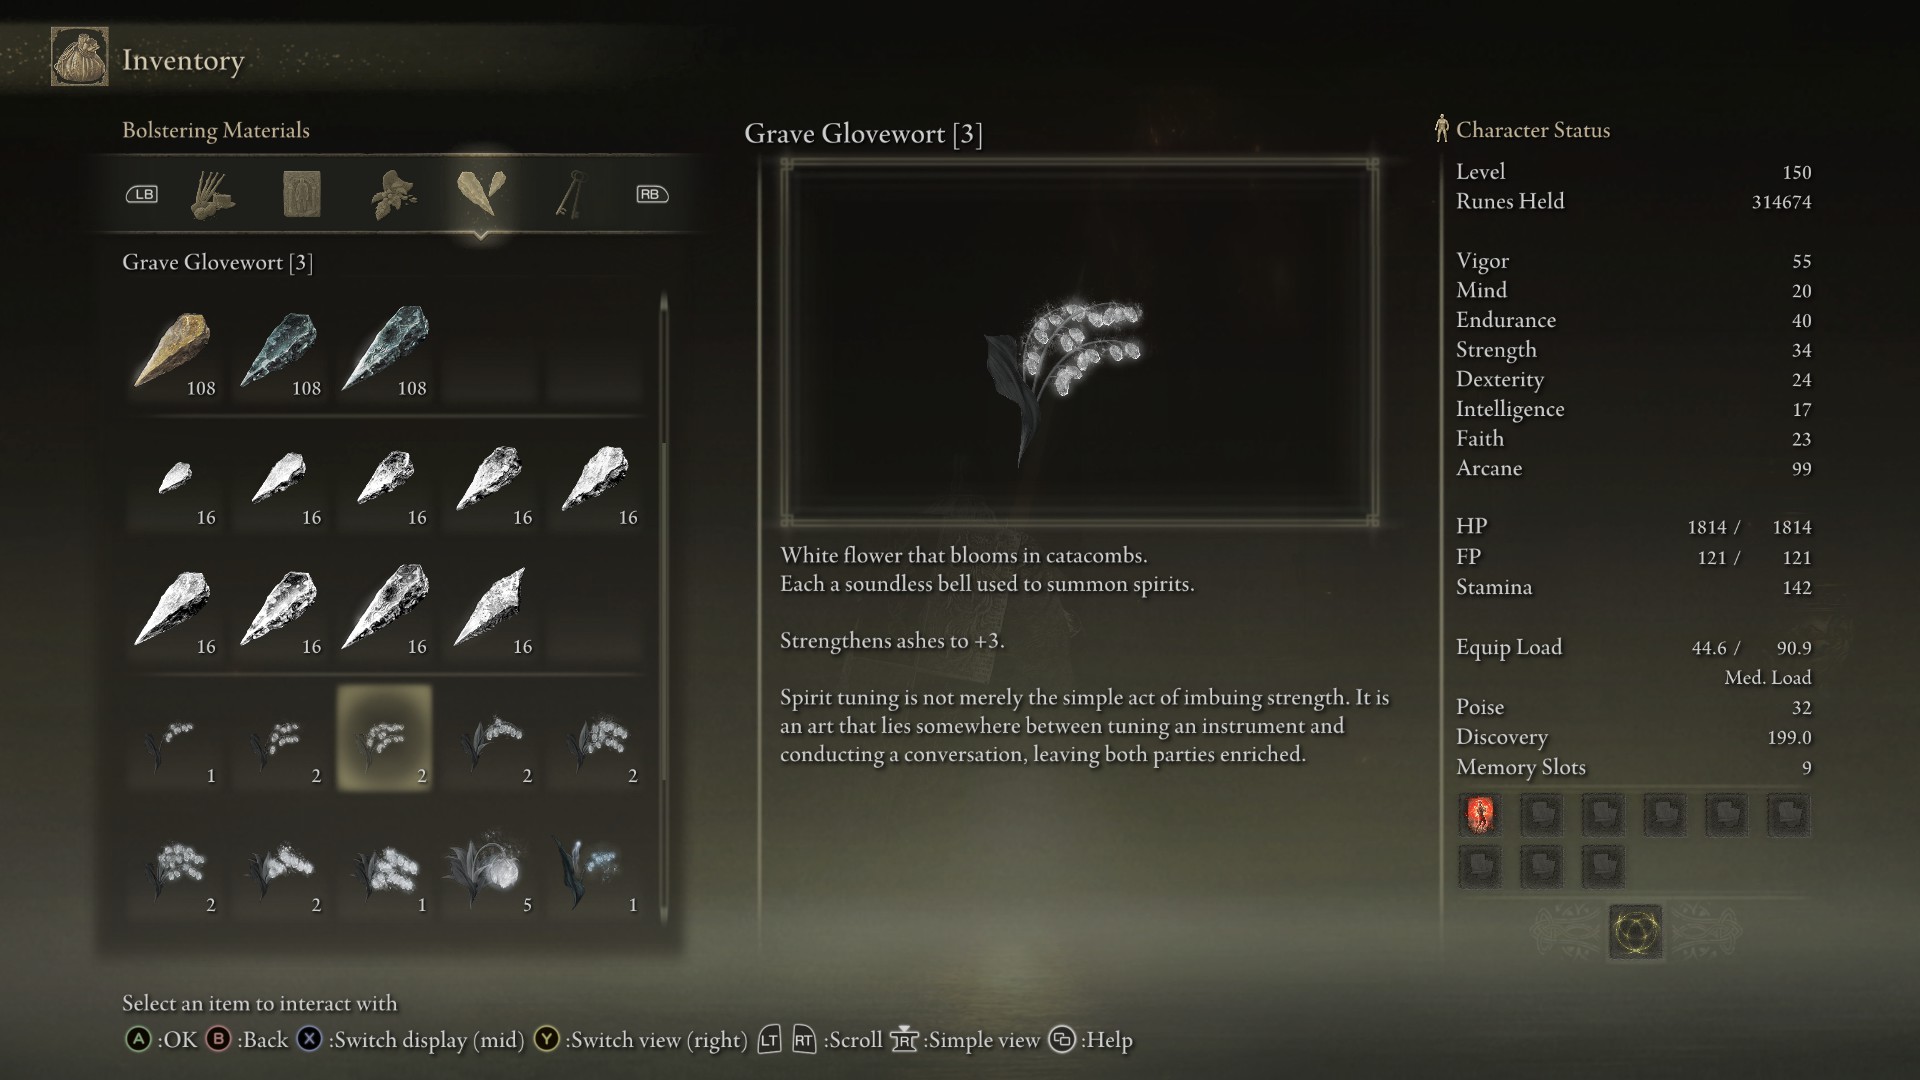 Inventory
Bolstering Materials
LB
RB
Grave Glovewort [3]
108 108 108
16 16 16 16 16
16 16 16 16
1 2 2 2 2
2 2 1 5 1
Grave Glovewort [3]
White flower that blooms in catacombs.
Each a soundless bell used to summon spirits.
Strengthens ashes to +3.
Spirit tuning is not merely the simple act of imbuing strength. It is
an art that lies somewhere between tuning an instrument and
conducting a conversation, leaving both parties enriched.
Character Status
Level 150
Runes Held 314674
Vigor 55
Mind 20
Endurance 40
Strength 34
Dexterity 24
Intelligence 17
Faith 23
Arcane 99
HP 1814 / 1814
FP 121 / 121
Stamina 142
Equip Load 44.6 / 90.9
Med. Load
Poise 32
Discovery 199.0
Memory Slots 9
Select an item to interact with
A :OK B :Back X :Switch display (mid) Y :Switch view (right) LT RT :Scroll R :Simple view :Help